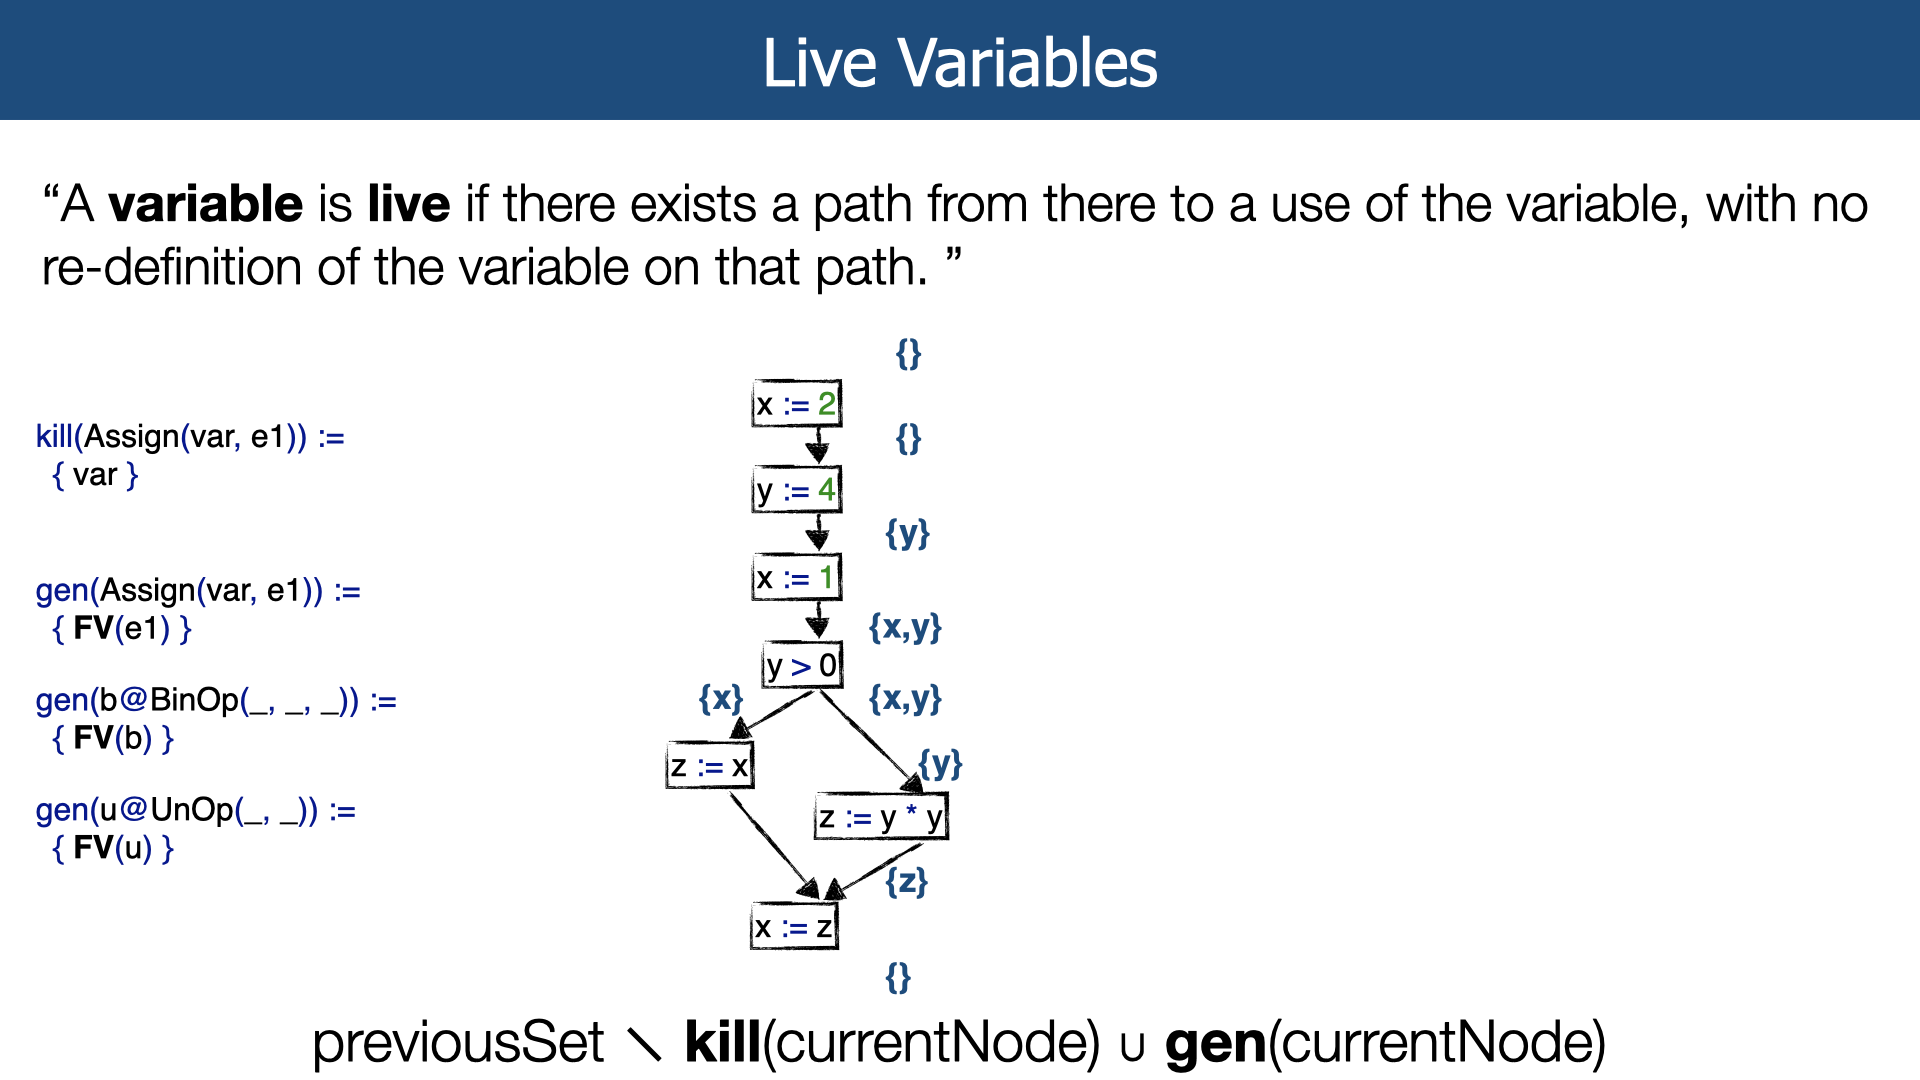 Live Variables
“A variable is live if there exists a path from there to a use of the variable, with no
re-definition of the variable on that path. ”
kill(Assign(var, e1)) :=
{ var }
gen(Assign(var, e1)) :=
{ FV(e1) }
gen(b@BinOp(_, _, _)) :=
{ FV(b) }
gen(u@UnOp(_, _)) :=
{ FV(u) }
{}
x := 2
{}
y := 4
{y}
x := 1
{x,y}
y > 0
{x}
{x,y}
z := x
{y}
z := y * y
{z}
x := z
{}
previousSet ∖ kill(currentNode) ∪ gen(currentNode)